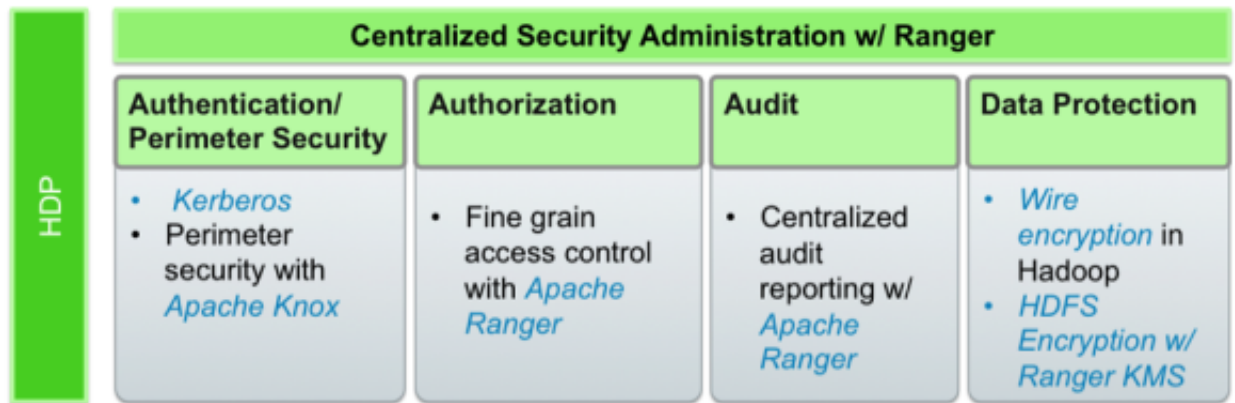 HDP
Centralized Security Administration w/ Ranger
Authentication/
Perimeter Security
• Kerberos
• Perimeter
security with
Apache Knox
Authorization
• Fine grain
access control
with Apache
Ranger
Audit
• Centralized
audit
reporting w/
Apache
Ranger
Data Protection
• Wire
encryption in
Hadoop
• HDFS
Encryption w/
Ranger KMS